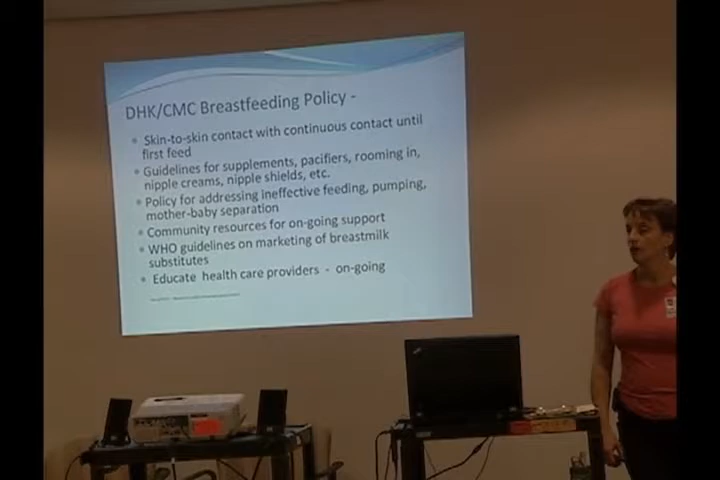 DHK/CMC Breastfeeding Policy -
Skin-to-skin contact with continuous contact until
first feed
Guidelines for supplements, pacifiers, rooming in,
nipple creams, nipple shields, etc.
Policy for addressing ineffective feeding, pumping,
mother-baby separation
Community resources for on-going support
WHO guidelines on marketing of breastmilk
substitutes
Educate health care providers - on-going